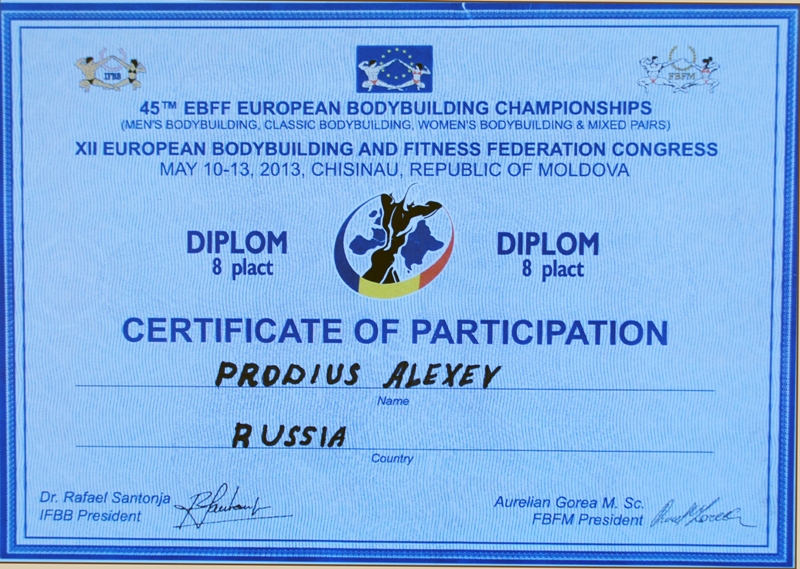 IFBB
FBFM
45TH EBFF EUROPEAN BODYBUILDING CHAMPIONSHIPS
(MEN'S BODYBUILDING, CLASSIC BODYBUILDING, WOMEN'S BODYBUILDING & MIXED PAIRS)
XII EUROPEAN BODYBUILDING AND FITNESS FEDERATION CONGRESS
MAY 10-13, 2013, CHISINAU, REPUBLIC OF MOLDOVA
DIPLOM
8 plact
DIPLOM
8 plact
CERTIFICATE OF PARTICIPATION
PRODIUS ALEXEY
Name
RUSSIA
Country
Dr. Rafael Santonja
IFBB President
Aurelian Gorea M. Sc.
FBFM President